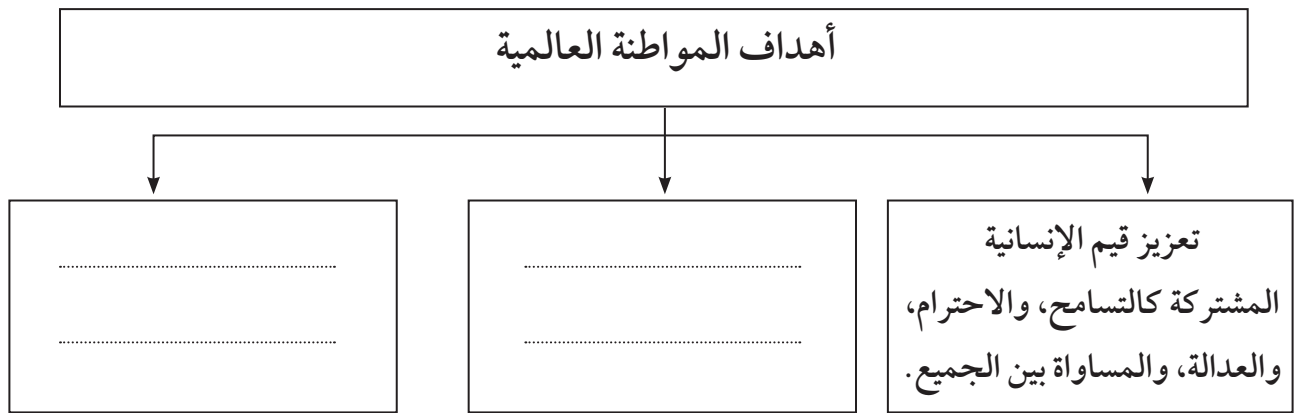 أهداف المواطنة العالمية
تعزيز قيم الإنسانية
المشتركة كالتسامح، والاحترام،
والعدالة، والمساواة بين الجميع.